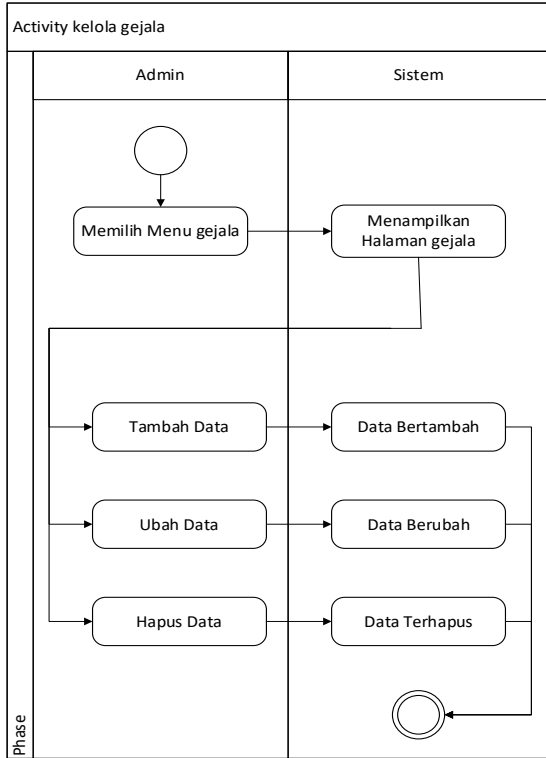 Activity kelola gejala
Admin
Sistem
Memilih Menu gejala
Menampilkan
Halaman gejala
Tambah Data
Data Bertambah
Ubah Data
Data Berubah
Hapus Data
Data Terhapus
Phase